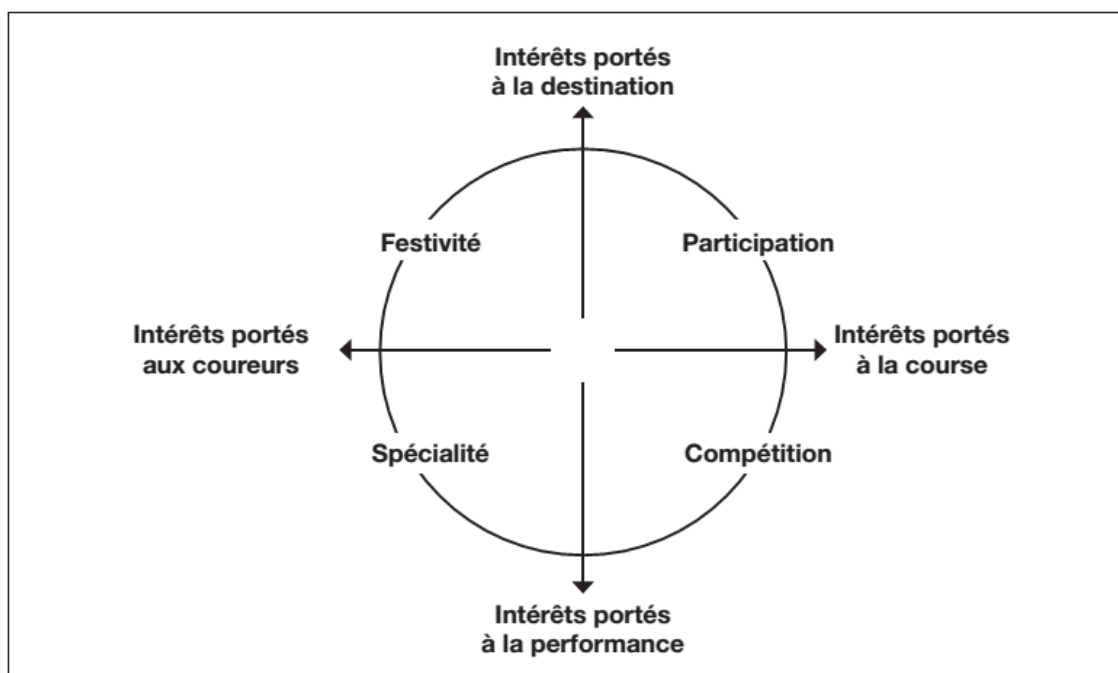 Intérêts portés
à la destination
Festivité
Participation
Intérêts portés
aux coureurs
Intérêts portés
à la course
Spécialité
Compétition
Intérêts portés
à la performance